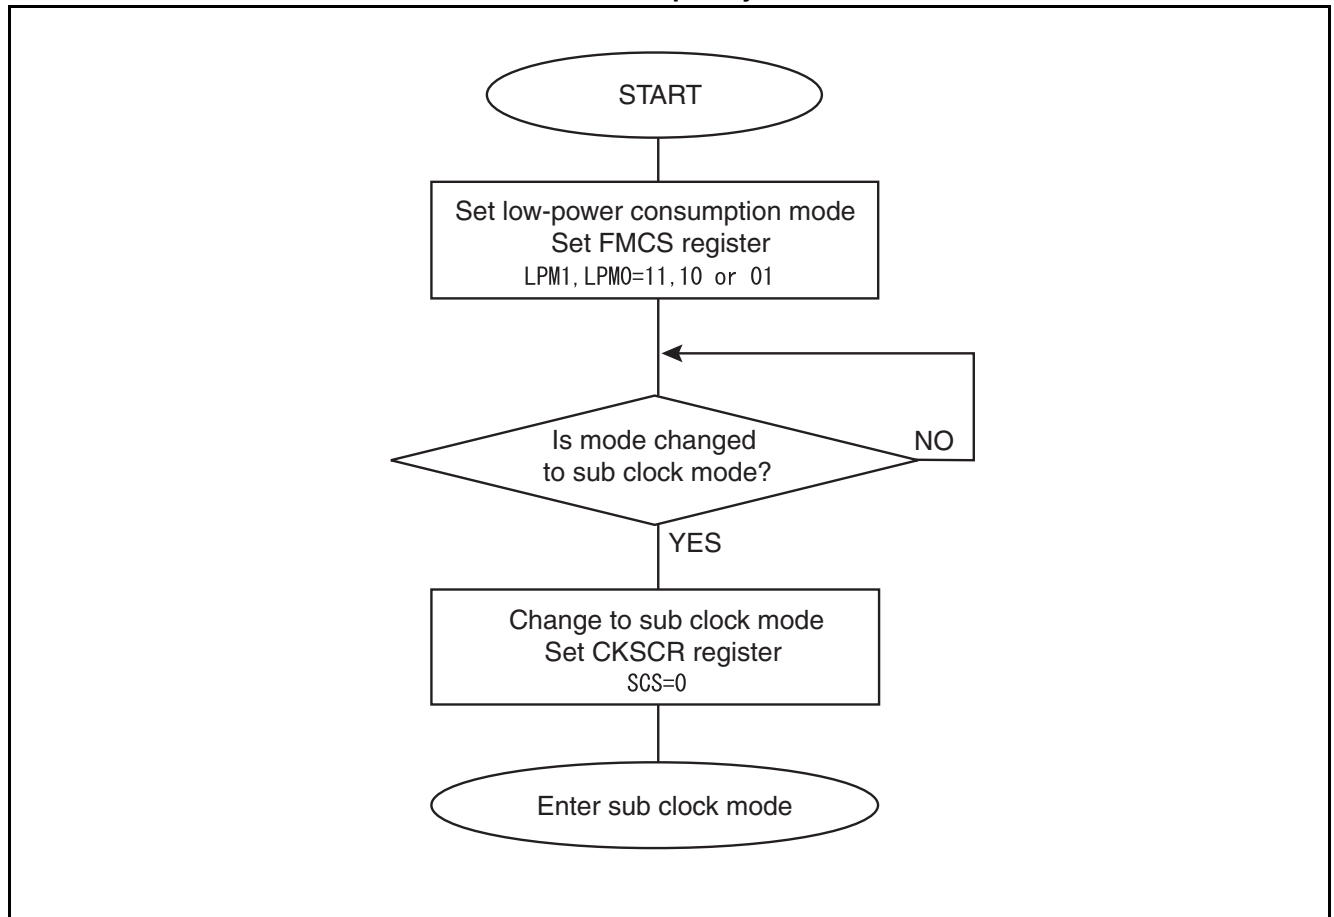 START
Set low-power consumption mode
Set FMCS register
LPM1,LPM0=11,10 or 01
Is mode changed
to sub clock mode?
NO
YES
Change to sub clock mode
Set CKSCR register
SCS=0
Enter sub clock mode